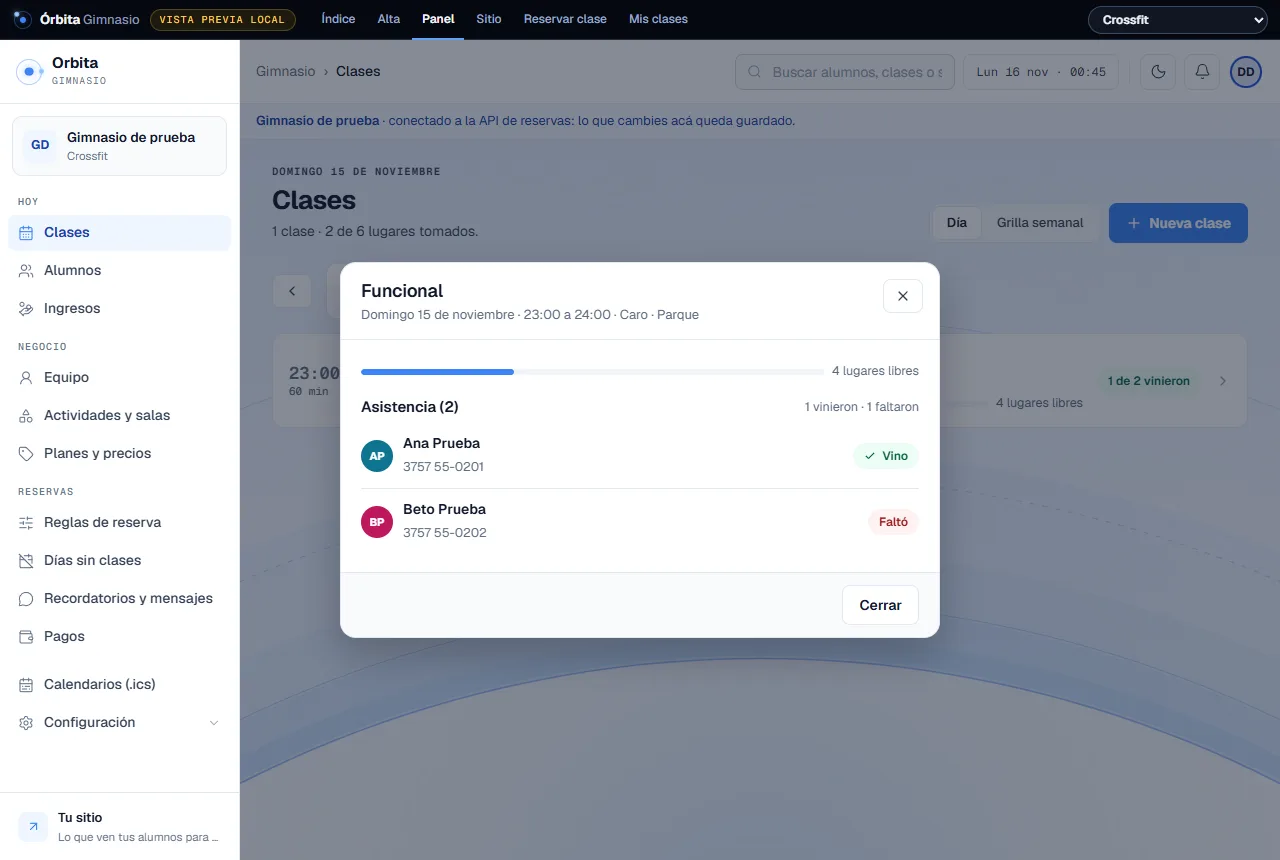 Órbita Gimnasio VISTA PREVIA LOCAL Índice Alta Panel Sitio Reservar clase Mis clases Crossfit
Orbita
GIMNASIO
Gimnasio › Clases
Buscar alumnos, clases o s
Lun 16 nov · 00:45
DD
Gimnasio de prueba · conectado a la API de reservas: lo que cambies acá queda guardado.
GD
Gimnasio de prueba
Crossfit
HOY
Clases
Alumnos
Ingresos
NEGOCIO
Equipo
Actividades y salas
Planes y precios
RESERVAS
Reglas de reserva
Días sin clases
Recordatorios y mensajes
Pagos
Calendarios (.ics)
Configuración
Tu sitio
Lo que ven tus alumnos para ...
DOMINGO 15 DE NOVIEMBRE
Clases
1 clase · 2 de 6 lugares tomados.
Día
Grilla semanal
+ Nueva clase
23:00
60 min
1 de 2 vinieron
4 lugares libres
Funcional
Domingo 15 de noviembre · 23:00 a 24:00 · Caro · Parque
4 lugares libres
Asistencia (2)
1 vinieron · 1 faltaron
AP
Ana Prueba
3757 55-0201
Vino
BP
Beto Prueba
3757 55-0202
Faltó
Cerrar